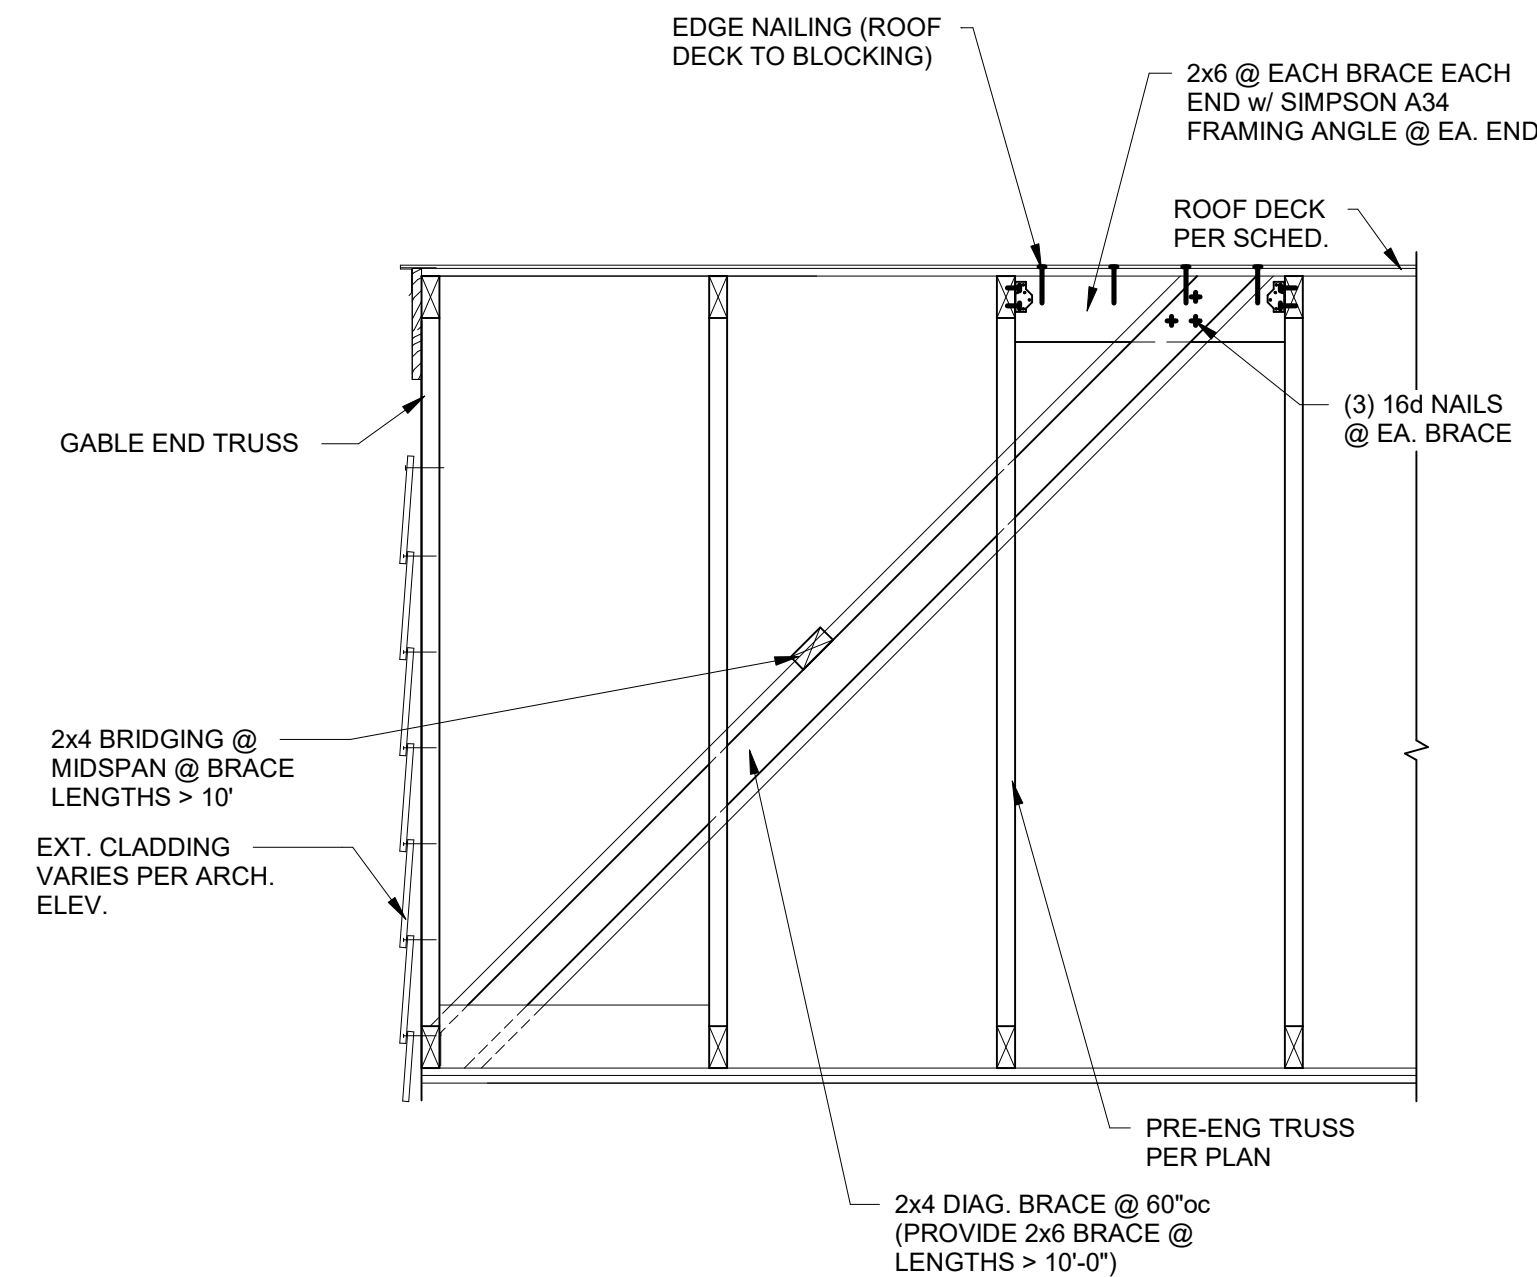 EDGE NAILING (ROOF
DECK TO BLOCKING)
2x6 @ EACH BRACE EACH
END w/ SIMPSON A34
FRAMING ANGLE @ EA. END
ROOF DECK
PER SCHED.
(3) 16d NAILS
@ EA. BRACE
GABLE END TRUSS
2x4 BRIDGING @
MIDSPAN @ BRACE
LENGTHS > 10'
EXT. CLADDING
VARIES PER ARCH.
ELEV.
PRE-ENG TRUSS
PER PLAN
2x4 DIAG. BRACE @ 60"oc
(PROVIDE 2x6 BRACE @
LENGTHS > 10'-0")